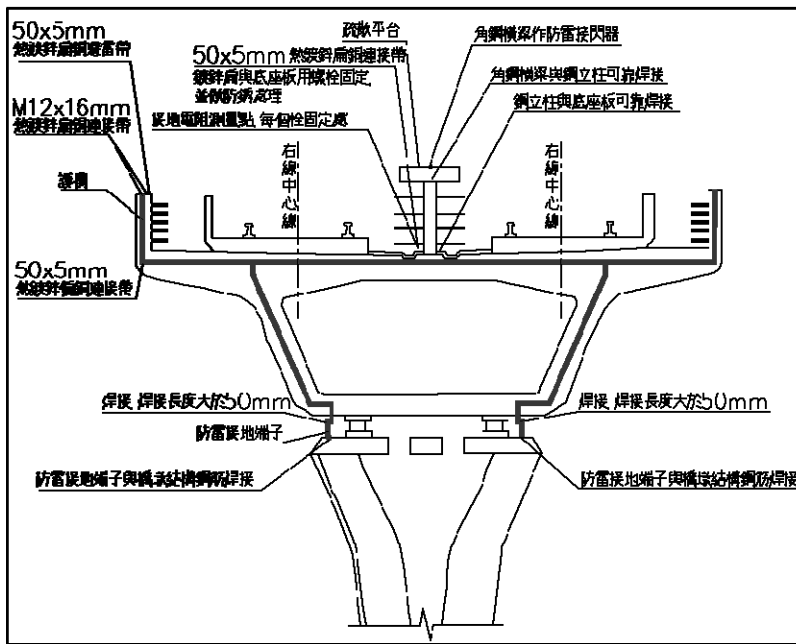 50x5mm
熱鍍鋅扁鋼避雷帶
M12x16mm
熱鍍鋅扁鋼連接帶
護欄
50x5mm
熱鍍鋅扁鋼連接帶
疏散平台
50x5mm 熱鍍鋅扁鋼連接帶
鍍鋅扁與底座板用螺栓固定,
並做防銹處理
接地電阻測量點, 每個栓固定處
角鋼橫梁作防雷接閃器
角鋼橫梁與鋼立柱可靠焊接
鋼立柱與底座板可靠焊接
右線中心線
右線中心線
焊接, 焊接長度大於50mm
防雷接地端子
防雷接地端子與橋墩結構鋼筋焊接
焊接, 焊接長度大於50mm
防雷接地端子與橋墩結構鋼筋焊接